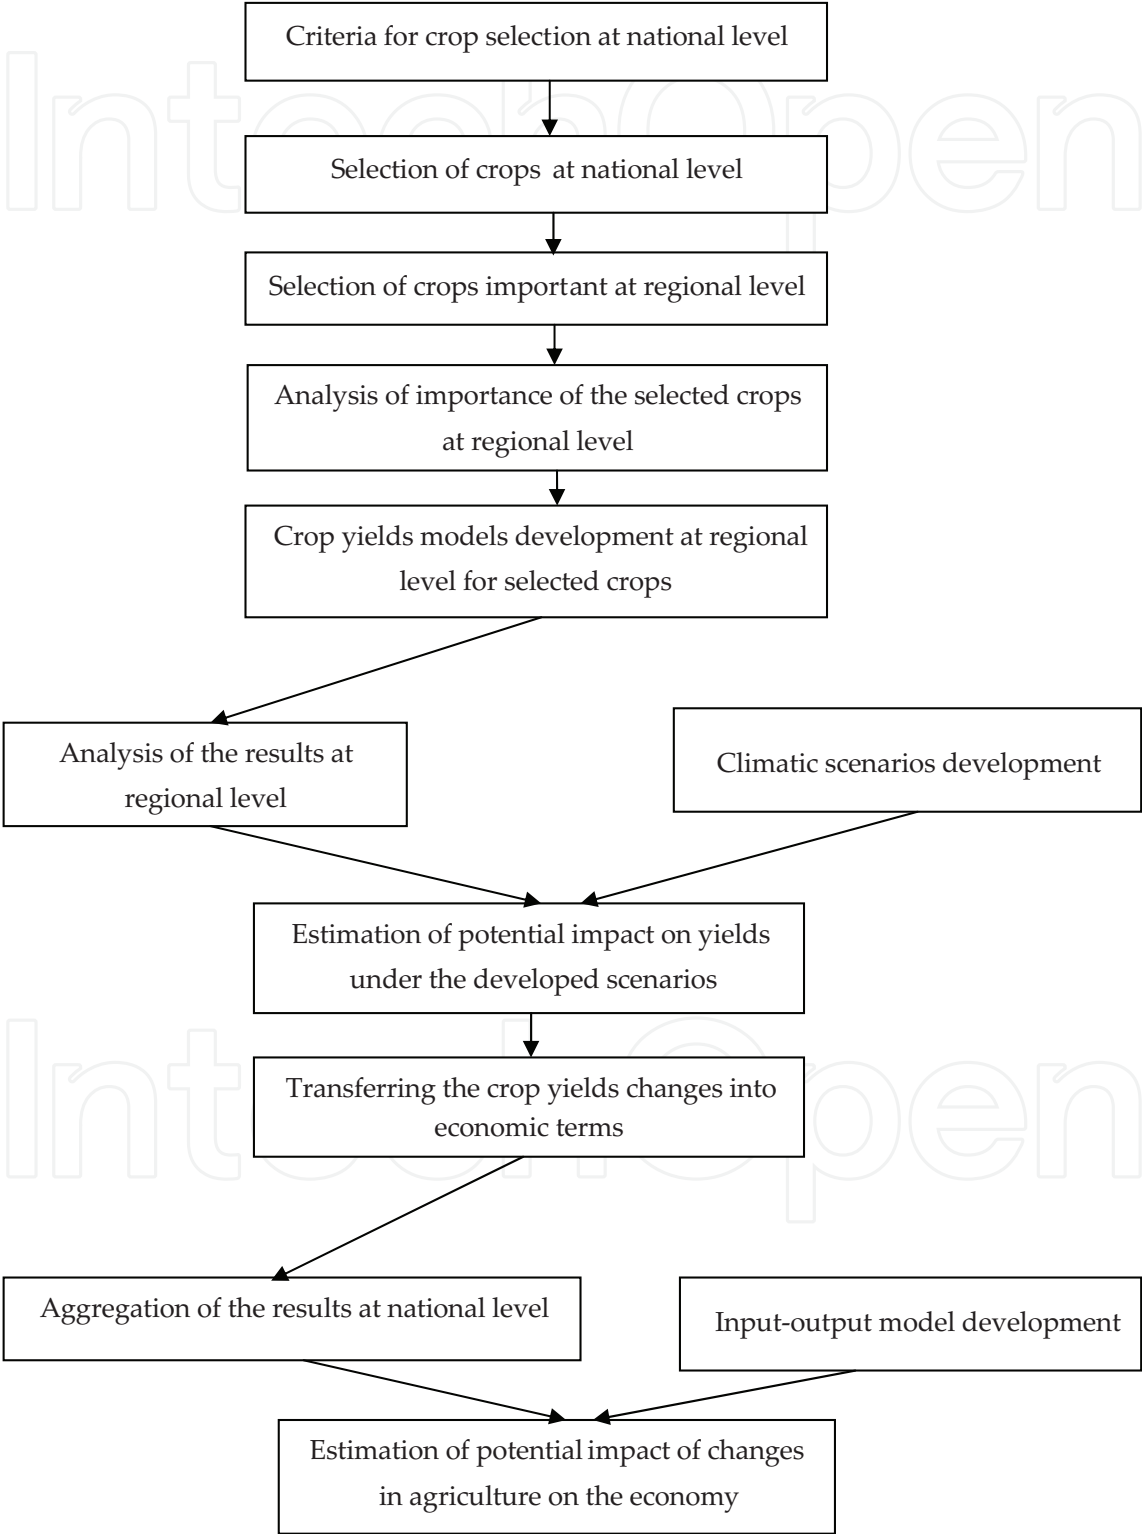 Criteria for crop selection at national level
Selection of crops at national level
Selection of crops important at regional level
Analysis of importance of the selected crops
at regional level
Crop yields models development at regional
level for selected crops
Analysis of the results at
regional level
Climatic scenarios development
Estimation of potential impact on yields
under the developed scenarios
Transferring the crop yields changes into
economic terms
Aggregation of the results at national level
Input-output model development
Estimation of potential impact of changes
in agriculture on the economy
IntechOpen
IntechOpen